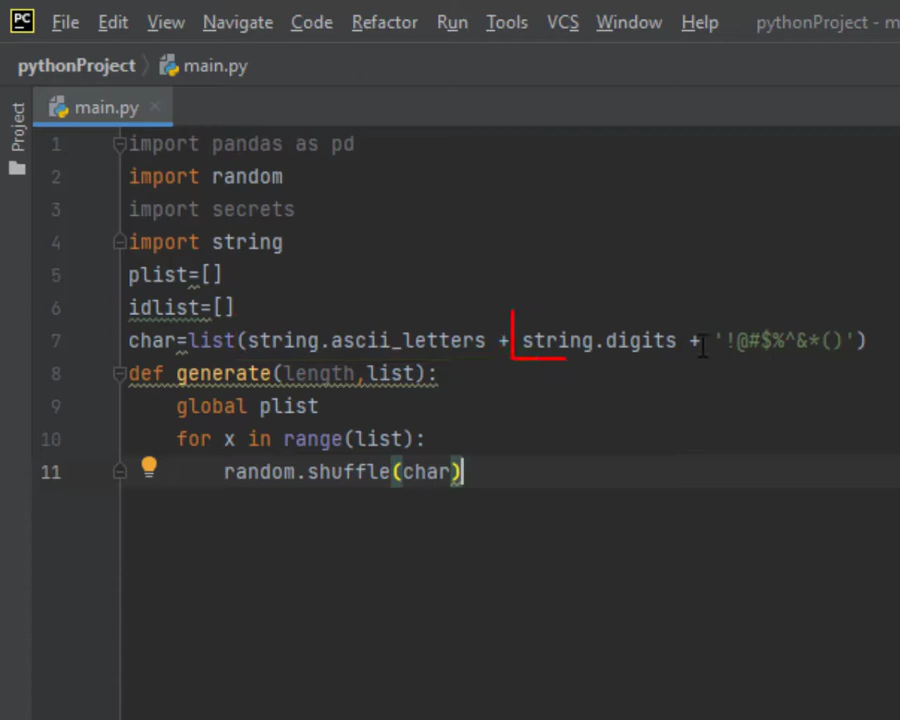 PC File Edit View Navigate Code Refactor Run Tools VCS Window Help pythonProject - m
pythonProject main.py
main.py
Project
1 import pandas as pd
2 import random
3 import secrets
4 import string
5 plist=[]
6 idlist=[]
7 char=list(string.ascii_letters + string.digits + '!@#$%^&*()')
8 def generate(length,list):
9 global plist
10 for x in range(list):
11 random.shuffle(char)